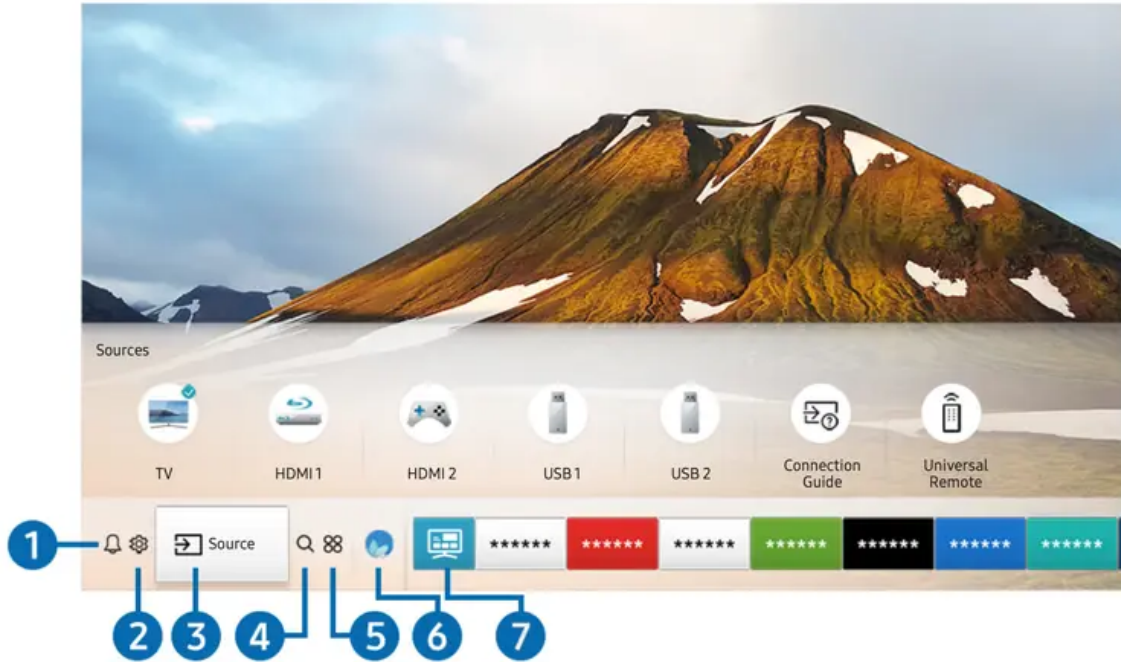 Sources
TV
HDMI 1
HDMI 2
USB 1
USB 2
Connection
Guide
Universal
Remote
1
Source
****** ****** ****** ****** ****** ****** ******
2 3 4 5 6 7